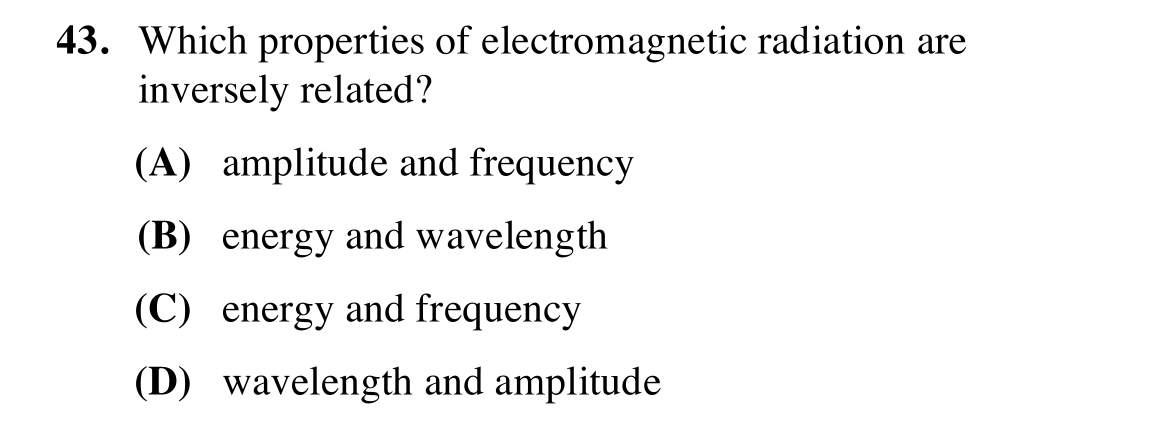 43. Which properties of electromagnetic radiation are
inversely related?
(A) amplitude and frequency
(B) energy and wavelength
(C) energy and frequency
(D) wavelength and amplitude